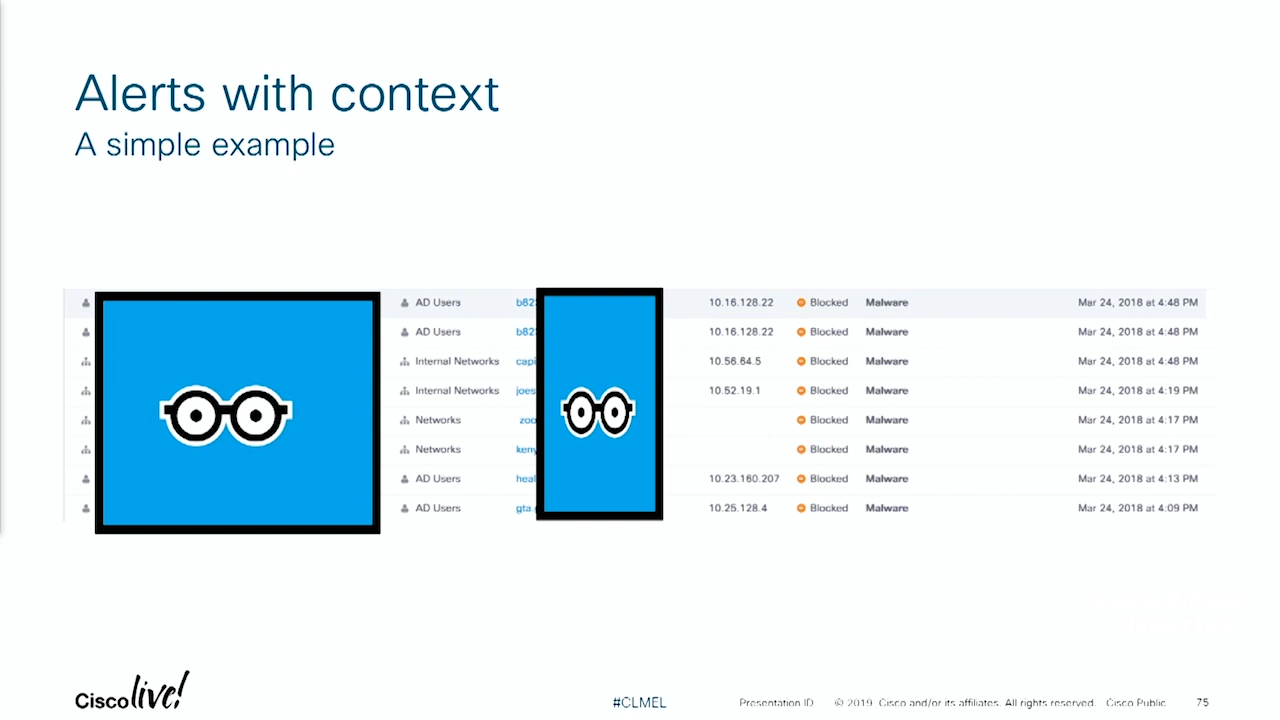 Alerts with context
A simple example
AD Users b82 10.16.128.22 Blocked Malware Mar 24, 2018 at 4:48 PM
AD Users b82 10.16.128.22 Blocked Malware Mar 24, 2018 at 4:48 PM
Internal Networks capi 10.56.64.5 Blocked Malware Mar 24, 2018 at 4:48 PM
Internal Networks joes 10.52.19.1 Blocked Malware Mar 24, 2018 at 4:19 PM
Networks zoo Blocked Malware Mar 24, 2018 at 4:17 PM
Networks keny Blocked Malware Mar 24, 2018 at 4:17 PM
AD Users heal 10.23.160.207 Blocked Malware Mar 24, 2018 at 4:13 PM
AD Users gta. 10.25.128.4 Blocked Malware Mar 24, 2018 at 4:09 PM
Cisco live! #CLMEL Presentation ID © 2019 Cisco and/or its affiliates. All rights reserved. Cisco Public 75